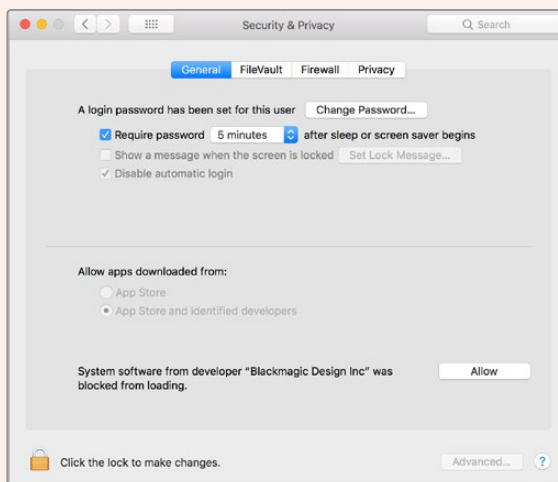 Security & Privacy
Search
General FileVault Firewall Privacy
A login password has been set for this user Change Password...
Require password 5 minutes after sleep or screen saver begins
Show a message when the screen is locked Set Lock Message...
Disable automatic login
Allow apps downloaded from:
App Store
App Store and identified developers
System software from developer “Blackmagic Design Inc” was Allow
blocked from loading.
Click the lock to make changes. Advanced... ?